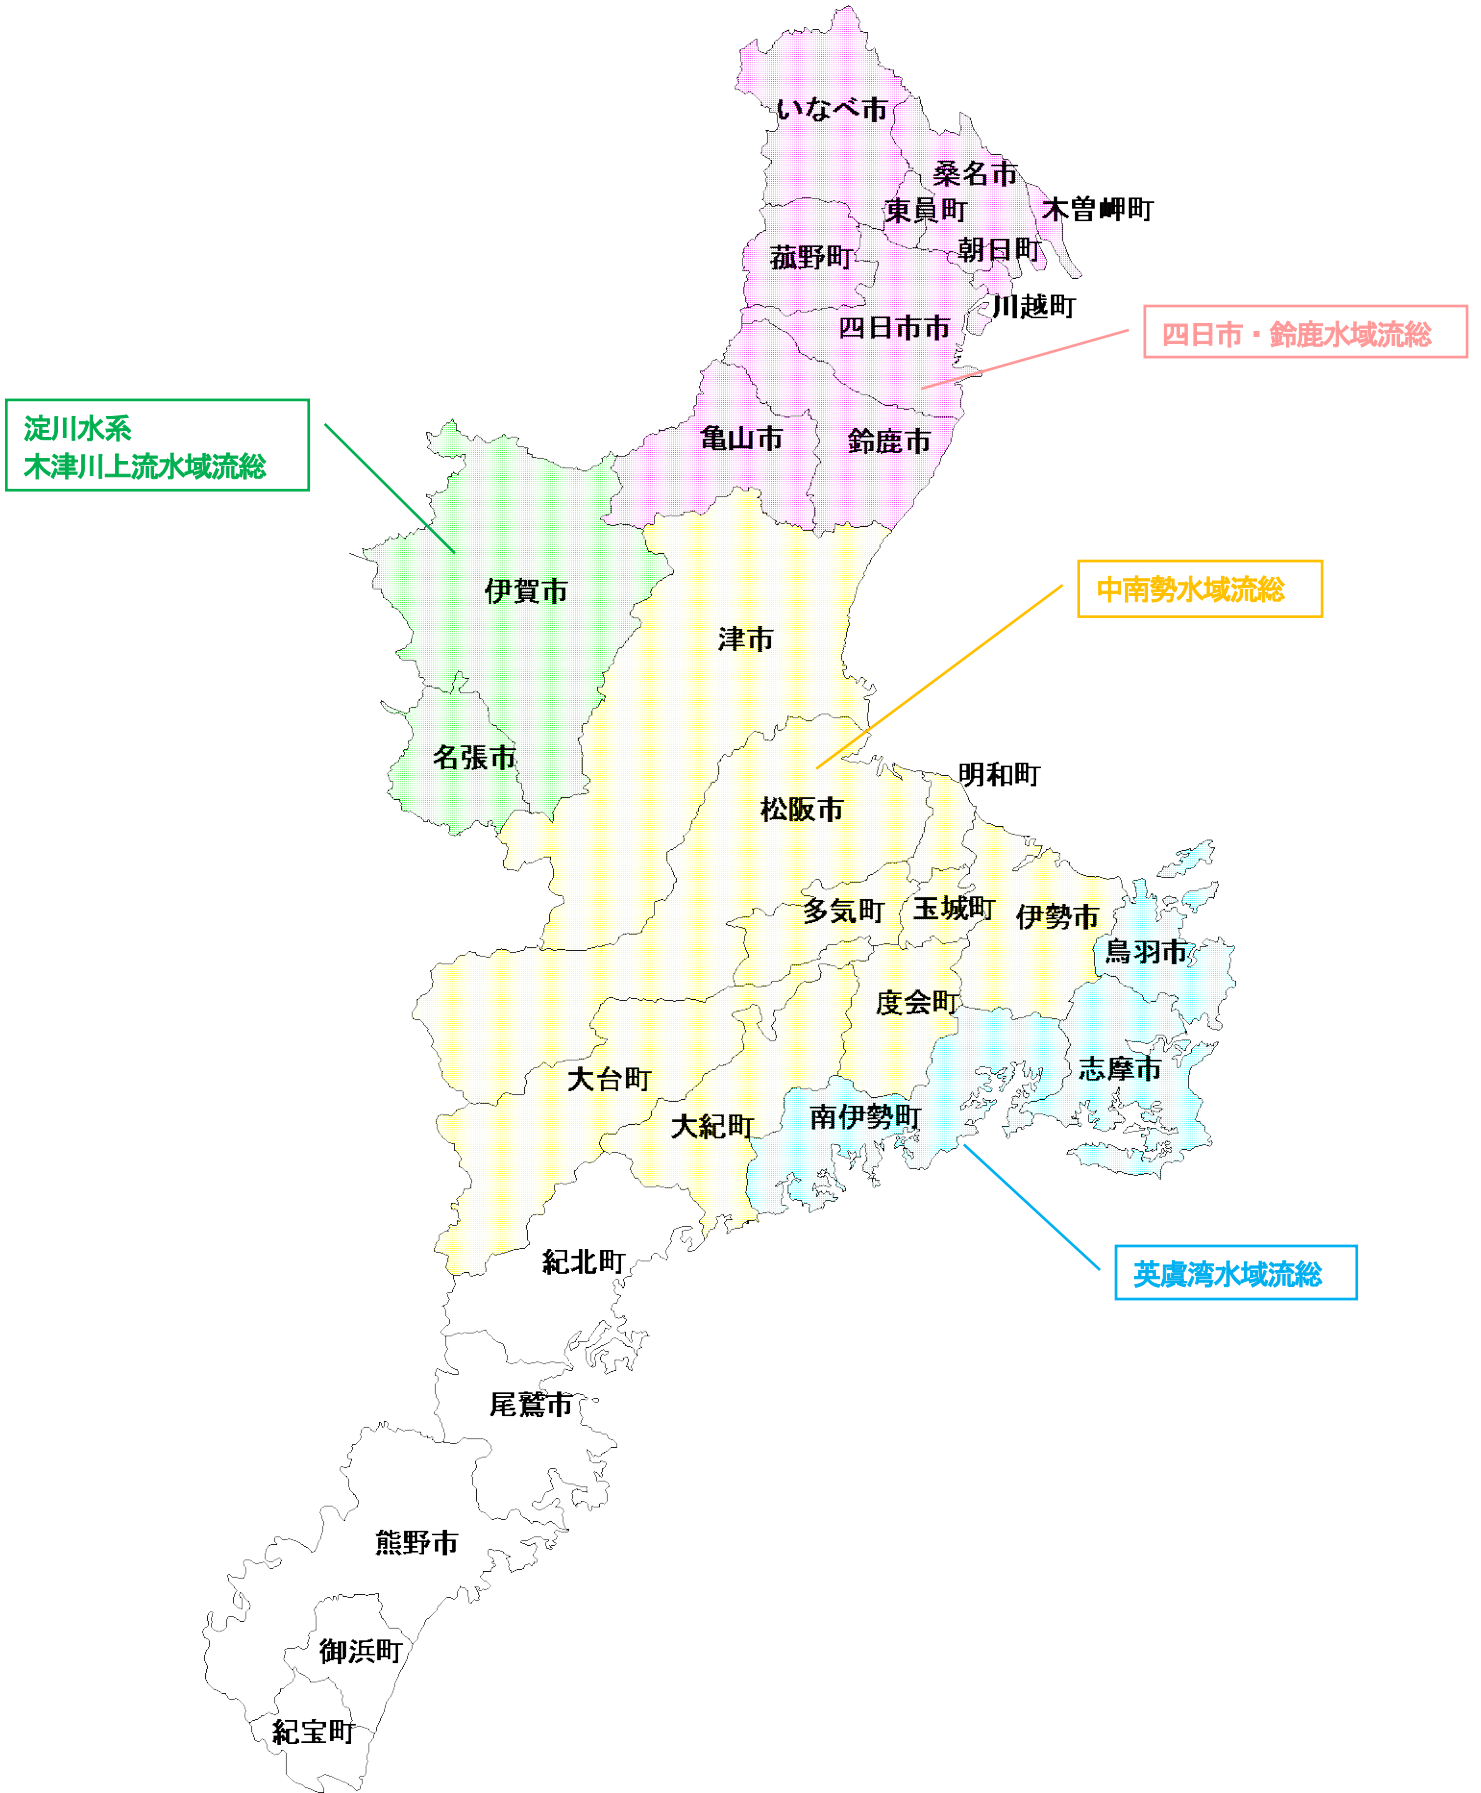 いなべ市
桑名市
木曽岬町
東員町
朝日町
菰野町
川越町
四日市市
四日市・鈴鹿水域流総
亀山市
鈴鹿市
淀川水系
木津川上流水域流総
伊賀市
中南勢水域流総
津市
名張市
明和町
松阪市
多気町
玉城町
伊勢市
鳥羽市
度会町
志摩市
大台町
大紀町
南伊勢町
紀北町
英虞湾水域流総
尾鷲市
熊野市
御浜町
紀宝町